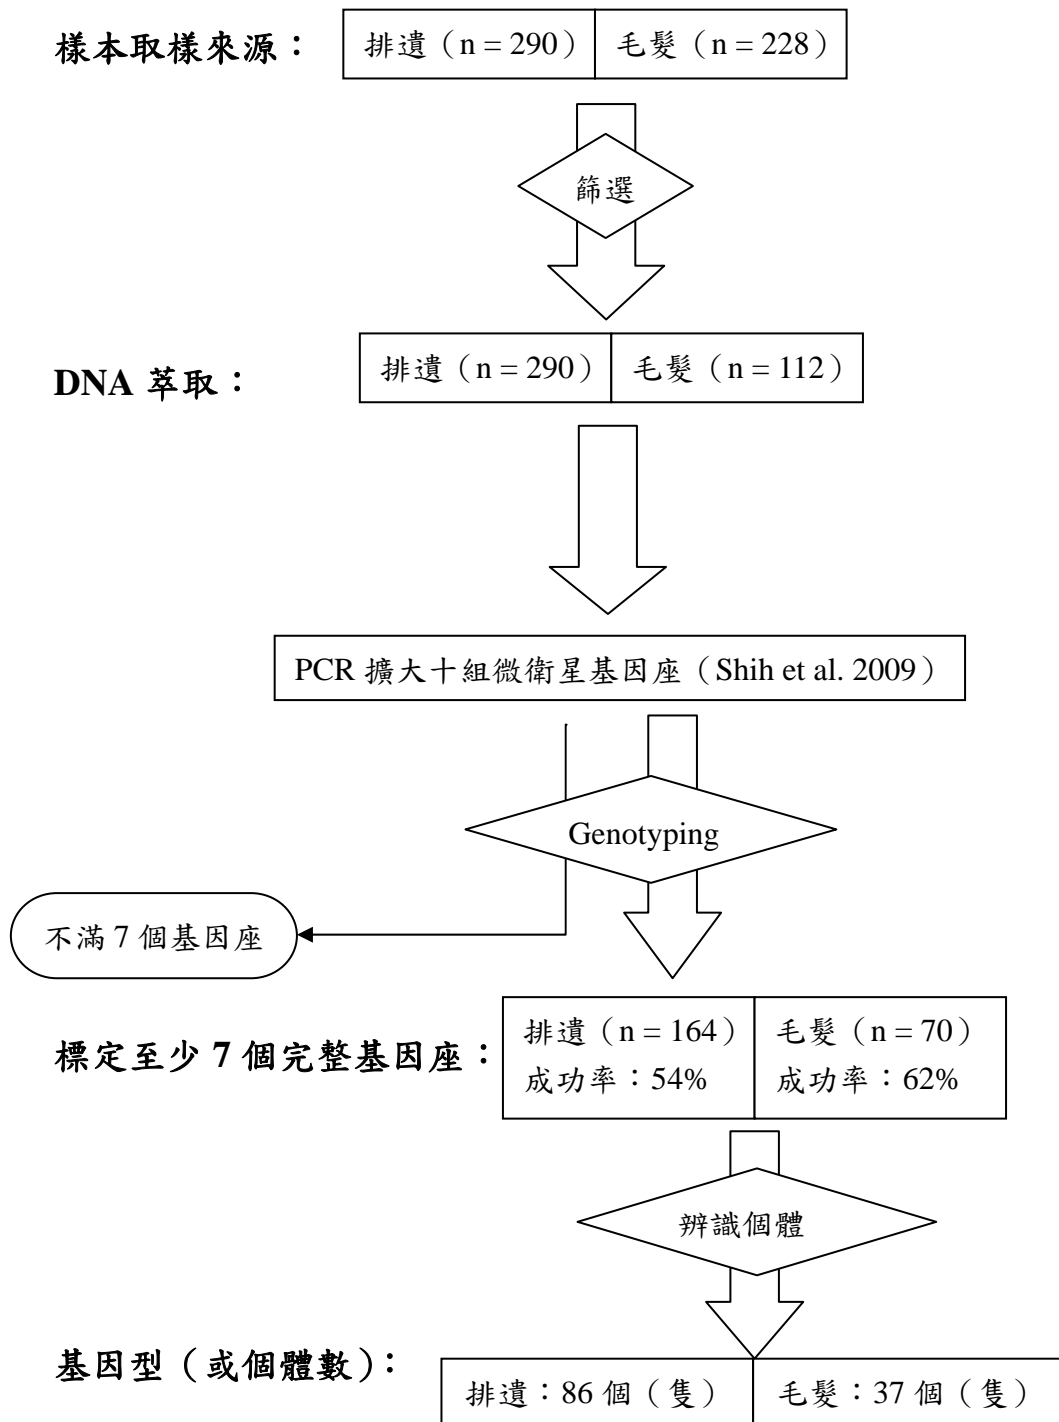 樣本取樣來源：
排遺（n = 290） 毛髮（n = 228）
篩選
DNA 萃取：
排遺（n = 290） 毛髮（n = 112）
PCR 擴大十組微衛星基因座（Shih et al. 2009）
Genotyping
不滿 7 個基因座
標定至少 7 個完整基因座：
排遺（n = 164） 毛髮（n = 70）
成功率：54% 成功率：62%
辨識個體
基因型（或個體數）：
排遺：86 個（隻） 毛髮：37 個（隻）